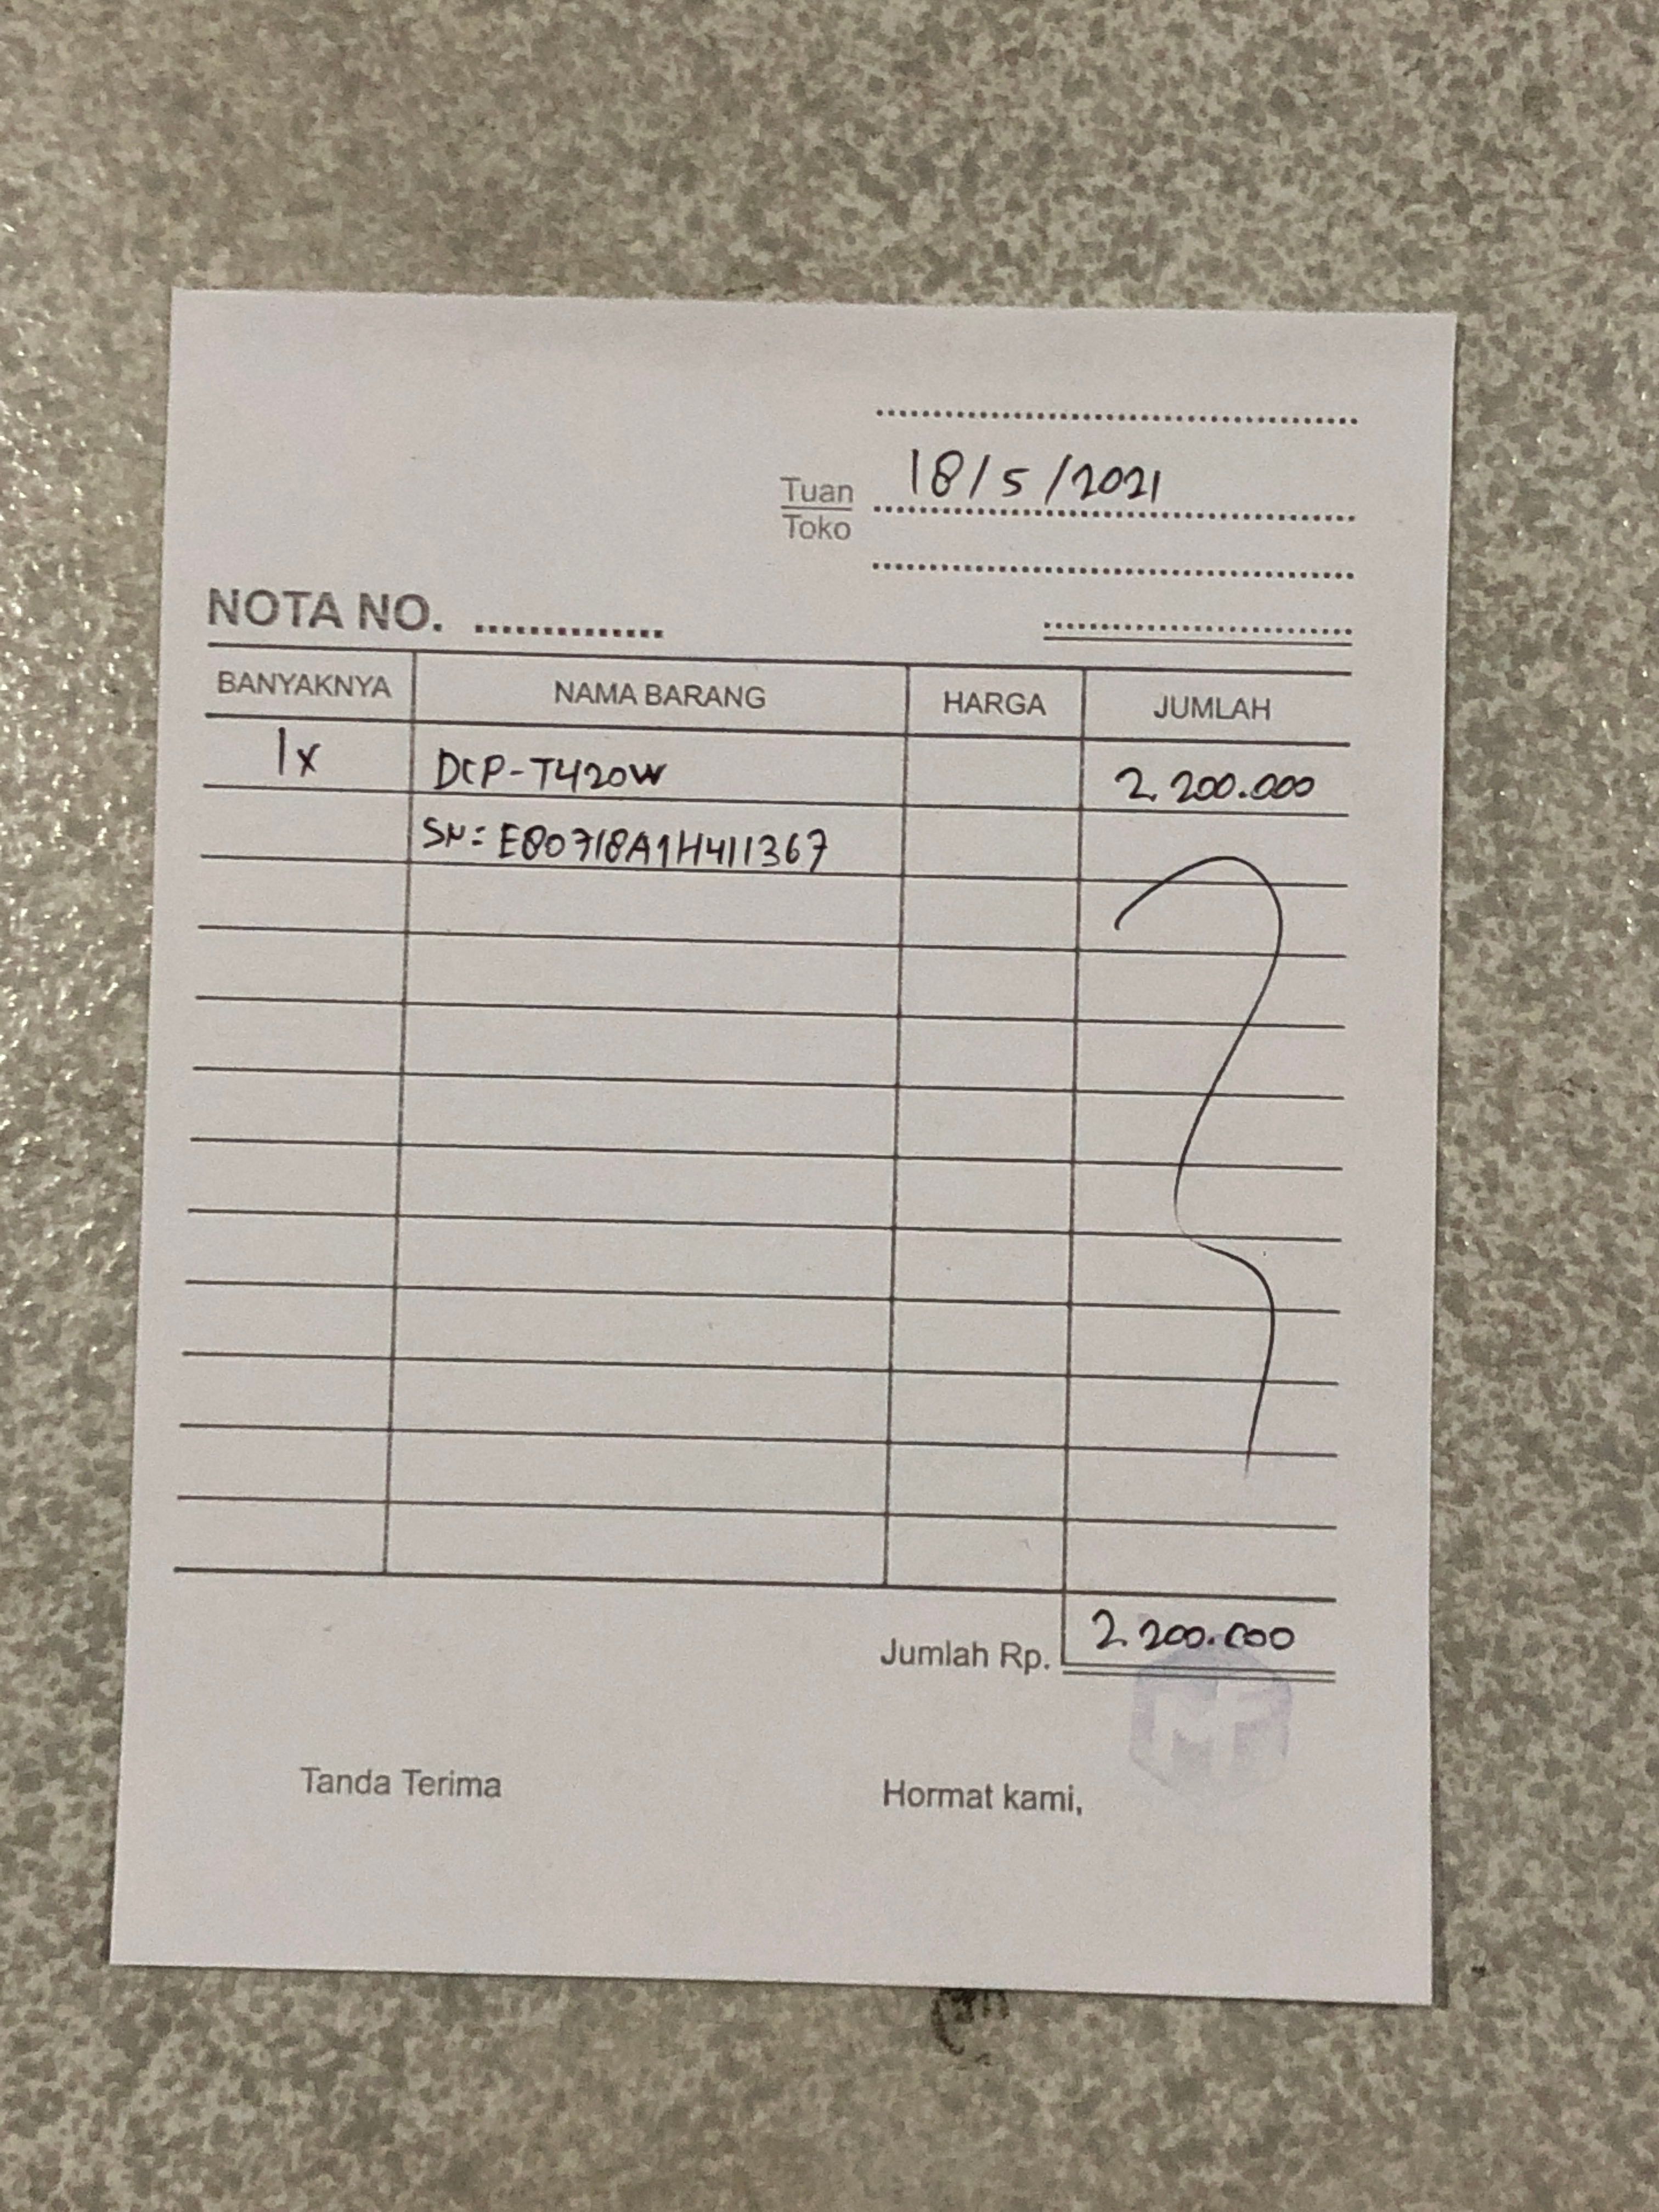 18/5/2021
Tuan
Toko
NOTA NO.
BANYAKNYA NAMA BARANG HARGA JUMLAH
1x DCP-T420W 2.200.000
SN: E80718A1H411367
Jumlah Rp. 2.200.000
MF
Tanda Terima Hormat kami,